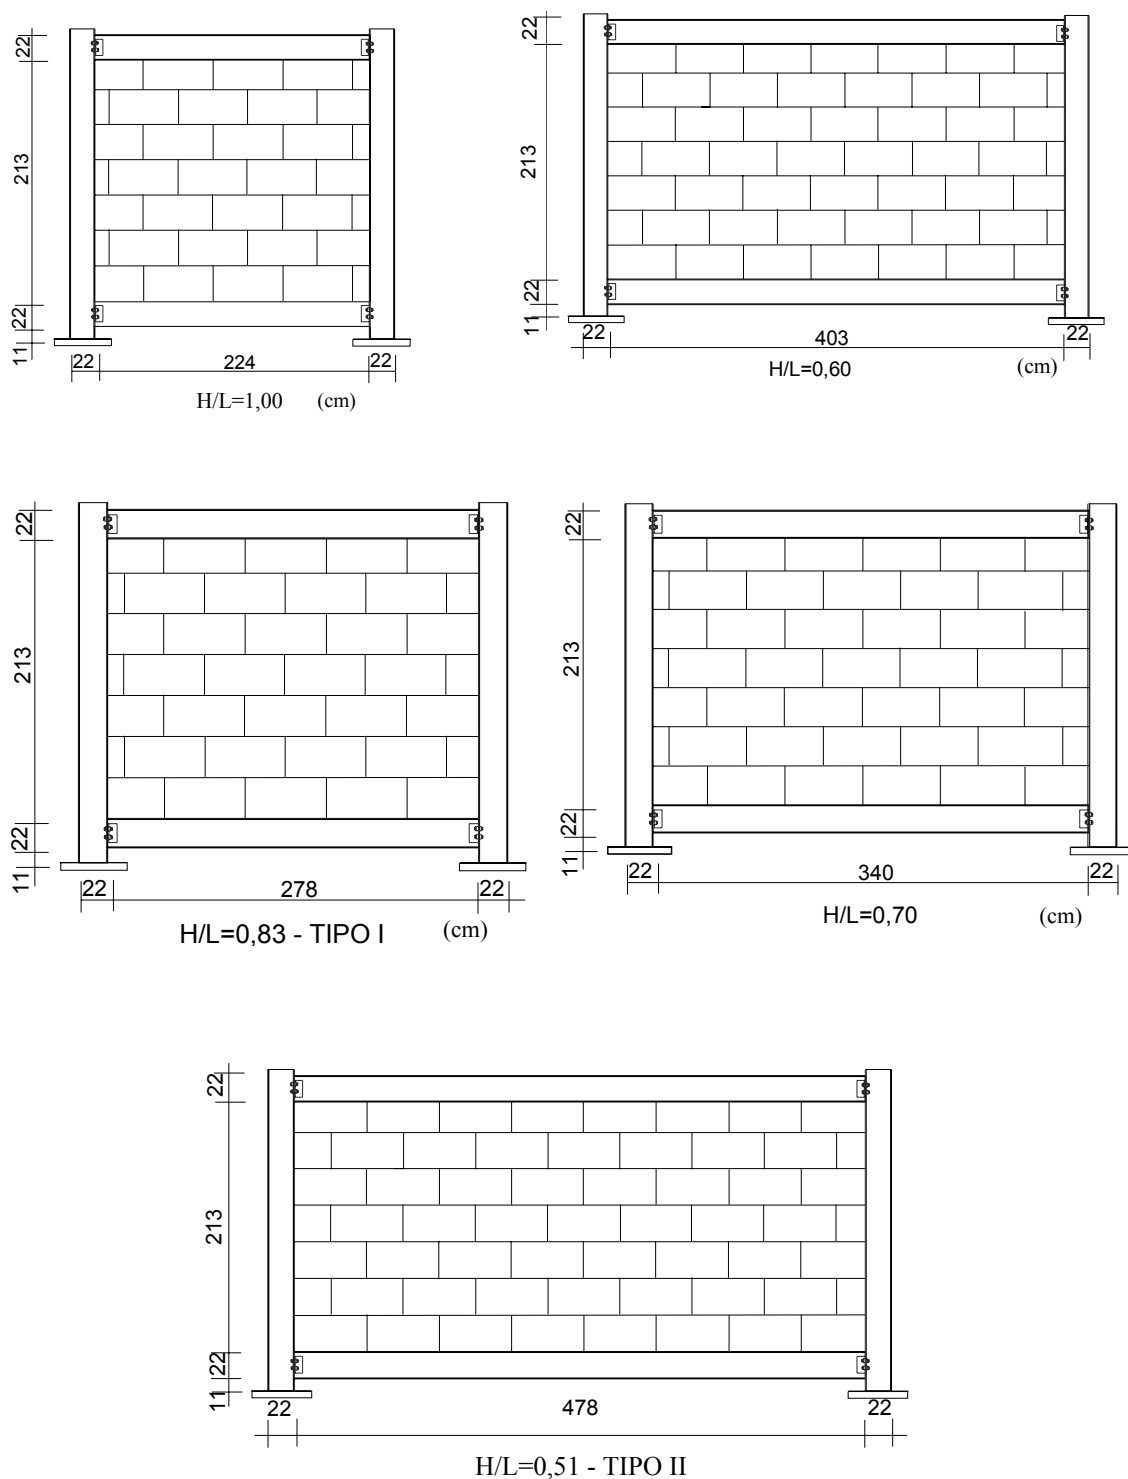 22
213
22
11
22 224 22
H/L=1,00 (cm)
22
213
22
11
22 403 22
H/L=0,60 (cm)
22
213
22
11
22 278 22
H/L=0,83 - TIPO I (cm)
22
213
22
11
22 340 22
H/L=0,70 (cm)
22
213
22
11
22 478 22
H/L=0,51 - TIPO II